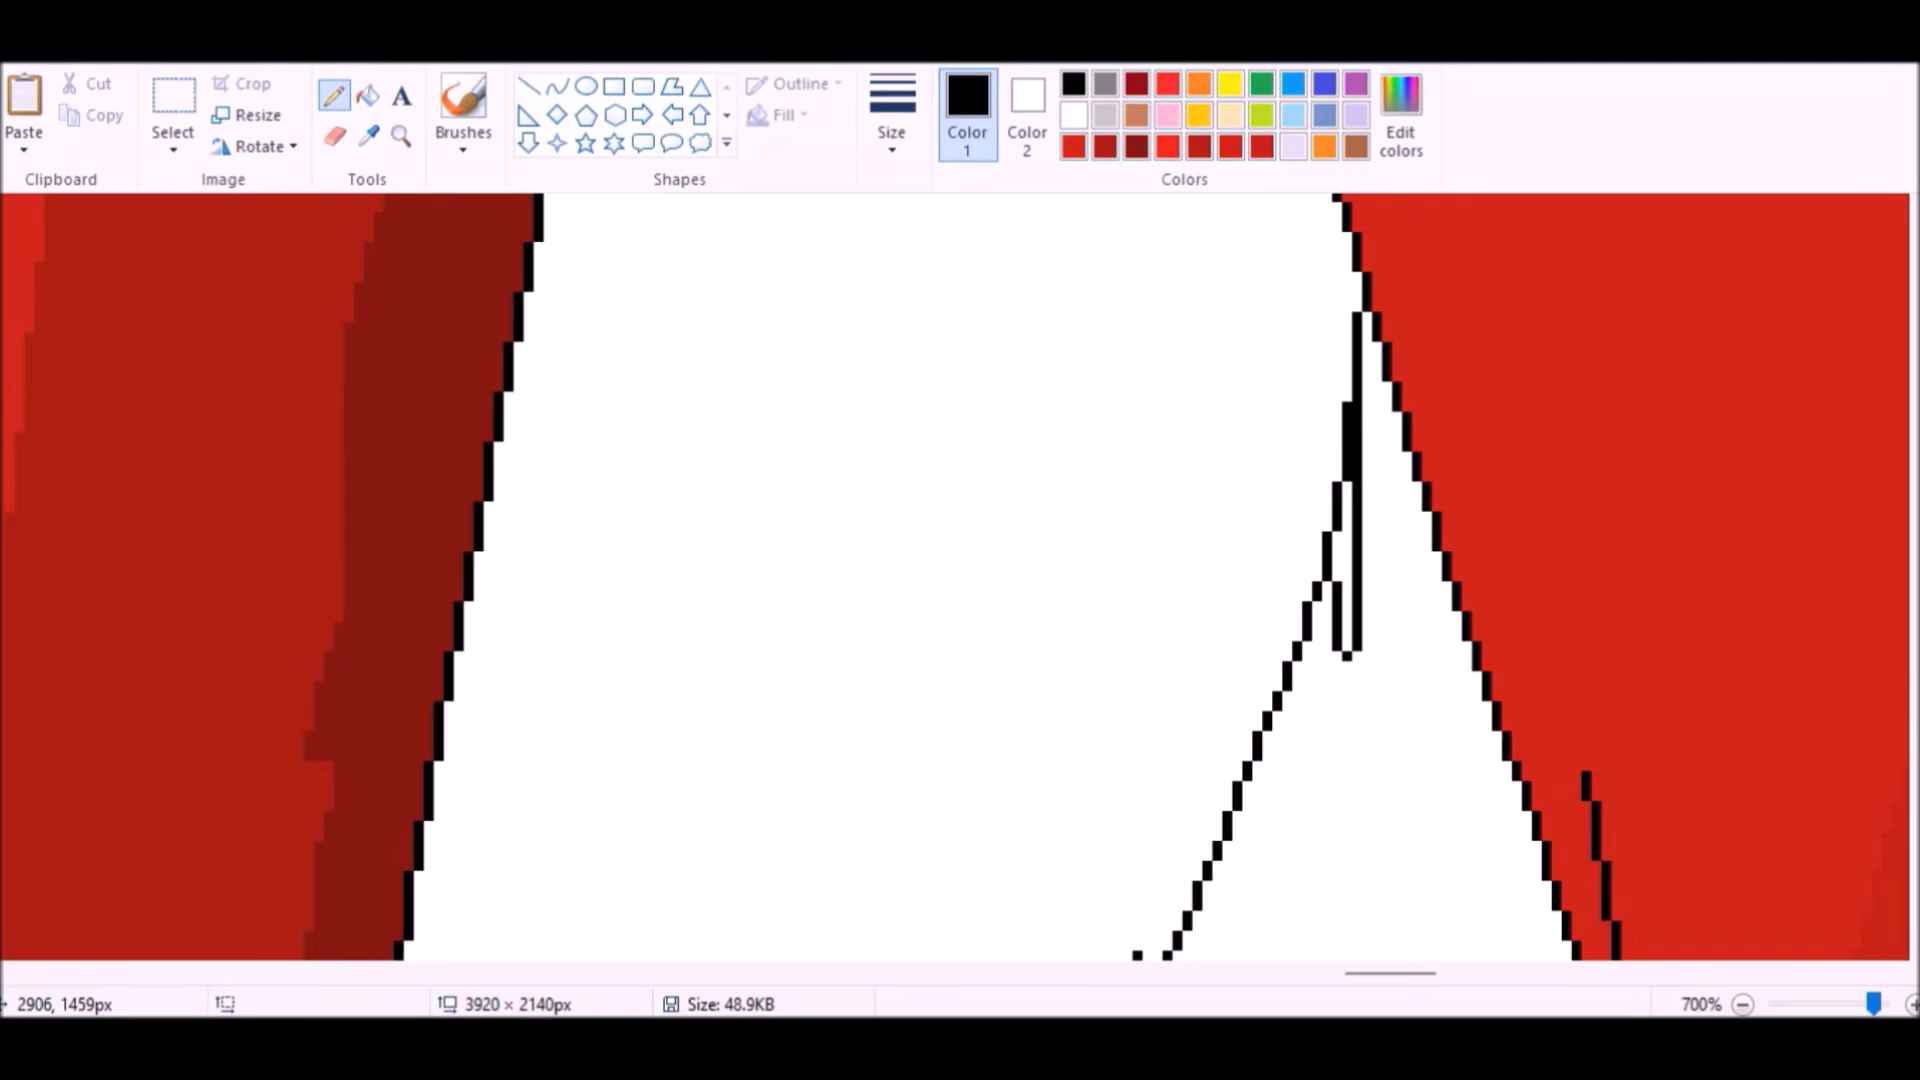 Paste
Cut
Copy
Clipboard
Select
Crop
Resize
Rotate
Image
A
Tools
Brushes
Shapes
Outline
Fill
Size
Color
1
Color
2
Edit
colors
Colors
2906, 1459px
3920 × 2140px
Size: 48.9KB
700%